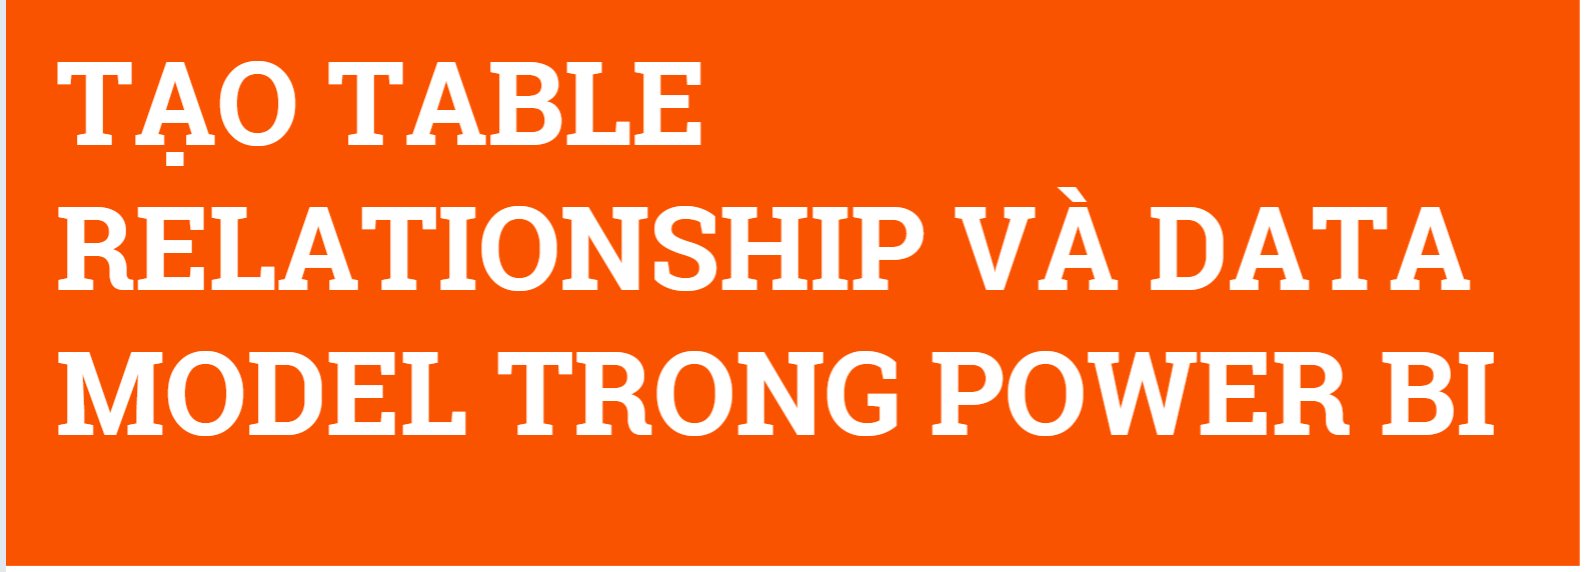 TẠO TABLE
RELATIONSHIP VÀ DATA
MODEL TRONG POWER BI